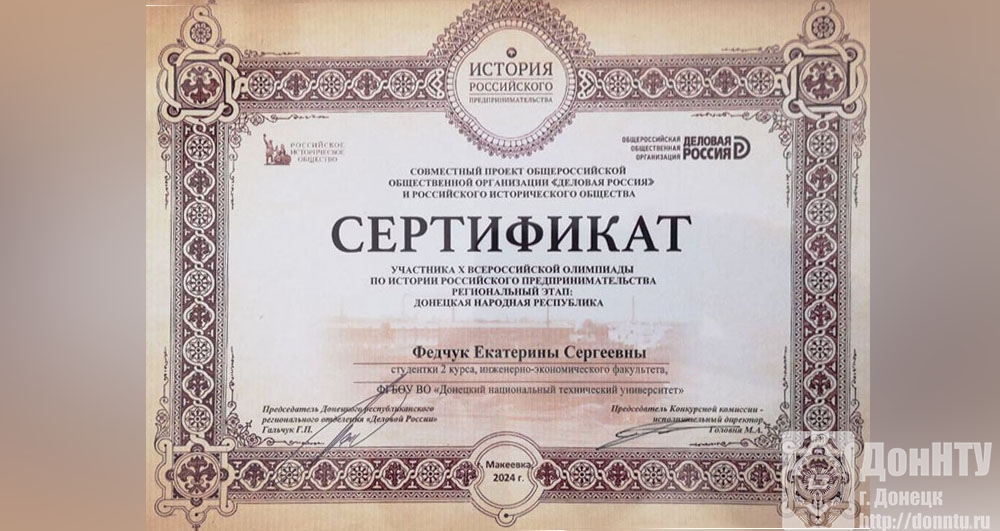 ИСТОРИЯ
РОССИЙСКОГО
ПРЕДПРИНИМАТЕЛЬСТВА
РОССИЙСКОЕ
ИСТОРИЧЕСКОЕ
ОБЩЕСТВО
ОБЩЕРОССИЙСКАЯ
ОБЩЕСТВЕННАЯ
ОРГАНИЗАЦИЯ
ДЕЛОВАЯ
РОССИЯ
СОВМЕСТНЫЙ ПРОЕКТ ОБЩЕРОССИЙСКОЙ
ОБЩЕСТВЕННОЙ ОРГАНИЗАЦИИ «ДЕЛОВАЯ РОССИЯ»
И РОССИЙСКОГО ИСТОРИЧЕСКОГО ОБЩЕСТВА
СЕРТИФИКАТ
УЧАСТНИКА X ВСЕРОССИЙСКОЙ ОЛИМПИАДЫ
ПО ИСТОРИИ РОССИЙСКОГО ПРЕДПРИНИМАТЕЛЬСТВА
РЕГИОНАЛЬНЫЙ ЭТАП:
ДОНЕЦКАЯ НАРОДНАЯ РЕСПУБЛИКА
Федчук Екатерины Сергеевны
студентки 2 курса, инженерно-экономического факультета,
ФГБОУ ВО «Донецкий национальный технический университет»
Председатель Донецкого республиканского
регионального отделения «Деловой России»
Гальчук Г.П.
Председатель Конкурсной комиссии -
исполнительный директор
Головня М.А.
г. Макеевка,
2024 г.
ДонНТУ
г. Донецк
http://donntu.ru